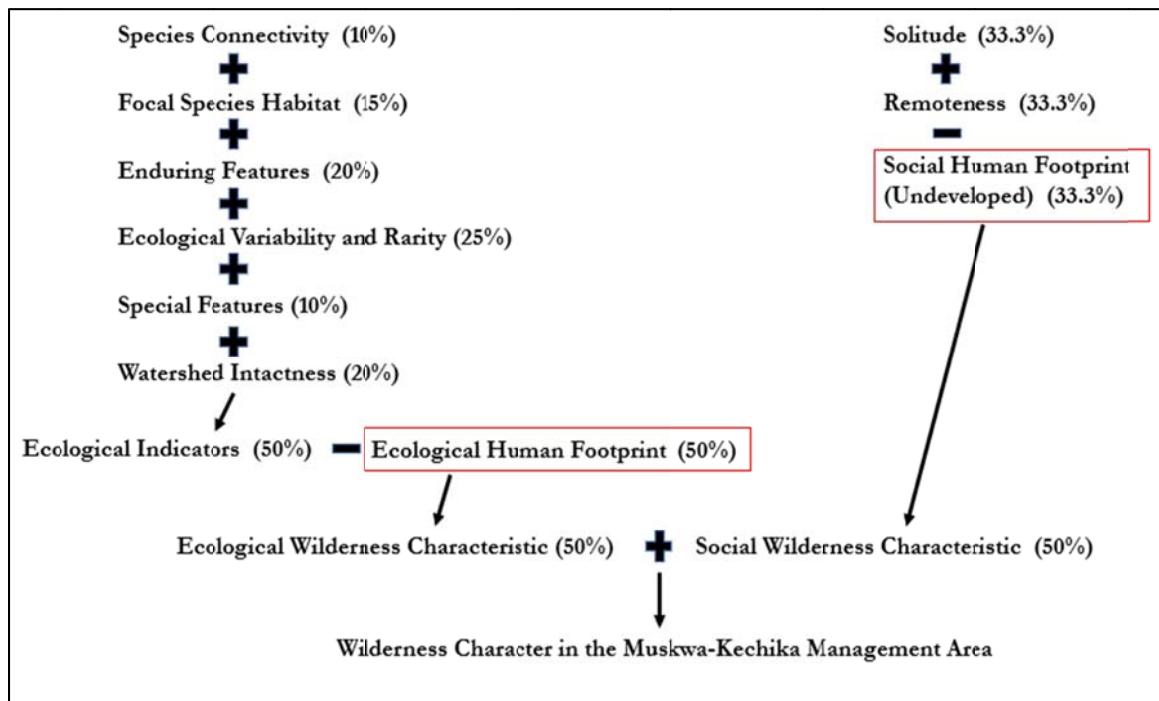 Species Connectivity (10%)
Focal Species Habitat (15%)
Enduring Features (20%)
Ecological Variability and Rarity (25%)
Special Features (10%)
Watershed Intactness (20%)
Ecological Indicators (50%)
Ecological Human Footprint (50%)
Solitude (33.3%)
Remoteness (33.3%)
Social Human Footprint
(Undeveloped) (33.3%)
Ecological Wilderness Characteristic (50%)
Social Wilderness Characteristic (50%)
Wilderness Character in the Muskwa-Kechika Management Area